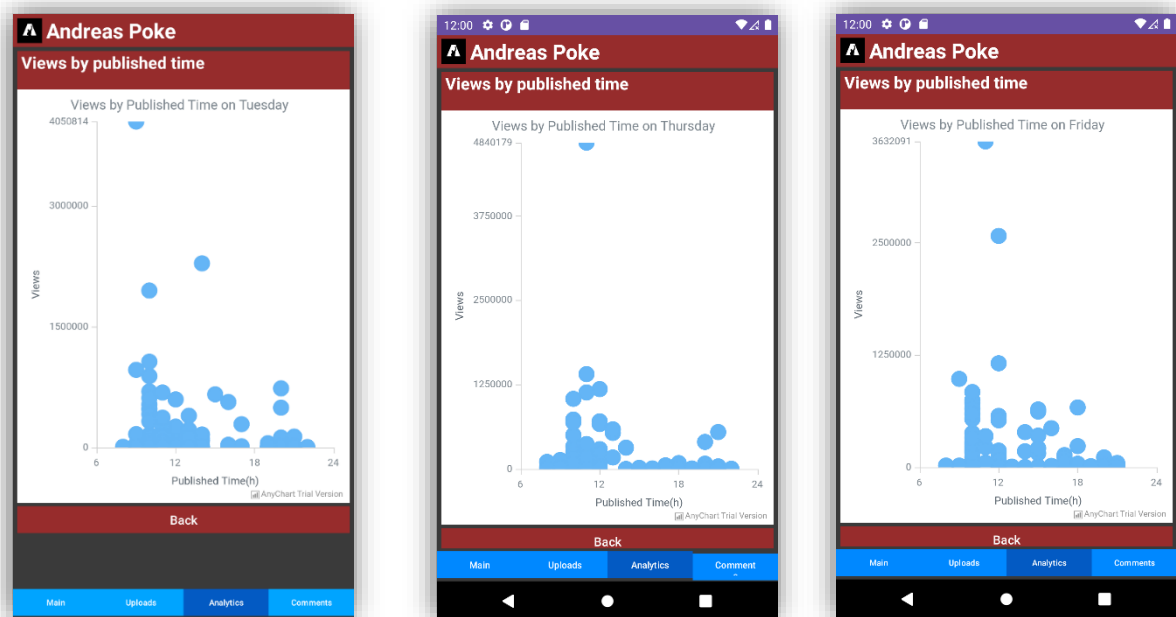 Andreas Poke
Views by published time
Views by Published Time on Tuesday
4050814
3000000
1500000
0
Views
6 12 18 24
Published Time(h)
AnyChart Trial Version
Back
Main Uploads Analytics Comments
12:00
Andreas Poke
Views by published time
Views by Published Time on Thursday
4840179
3750000
2500000
1250000
0
Views
6 12 18 24
Published Time(h)
AnyChart Trial Version
Back
Main Uploads Analytics Comment
12:00
Andreas Poke
Views by published time
Views by Published Time on Friday
3632091
2500000
1250000
0
Views
6 12 18 24
Published Time(h)
AnyChart Trial Version
Back
Main Uploads Analytics Comments